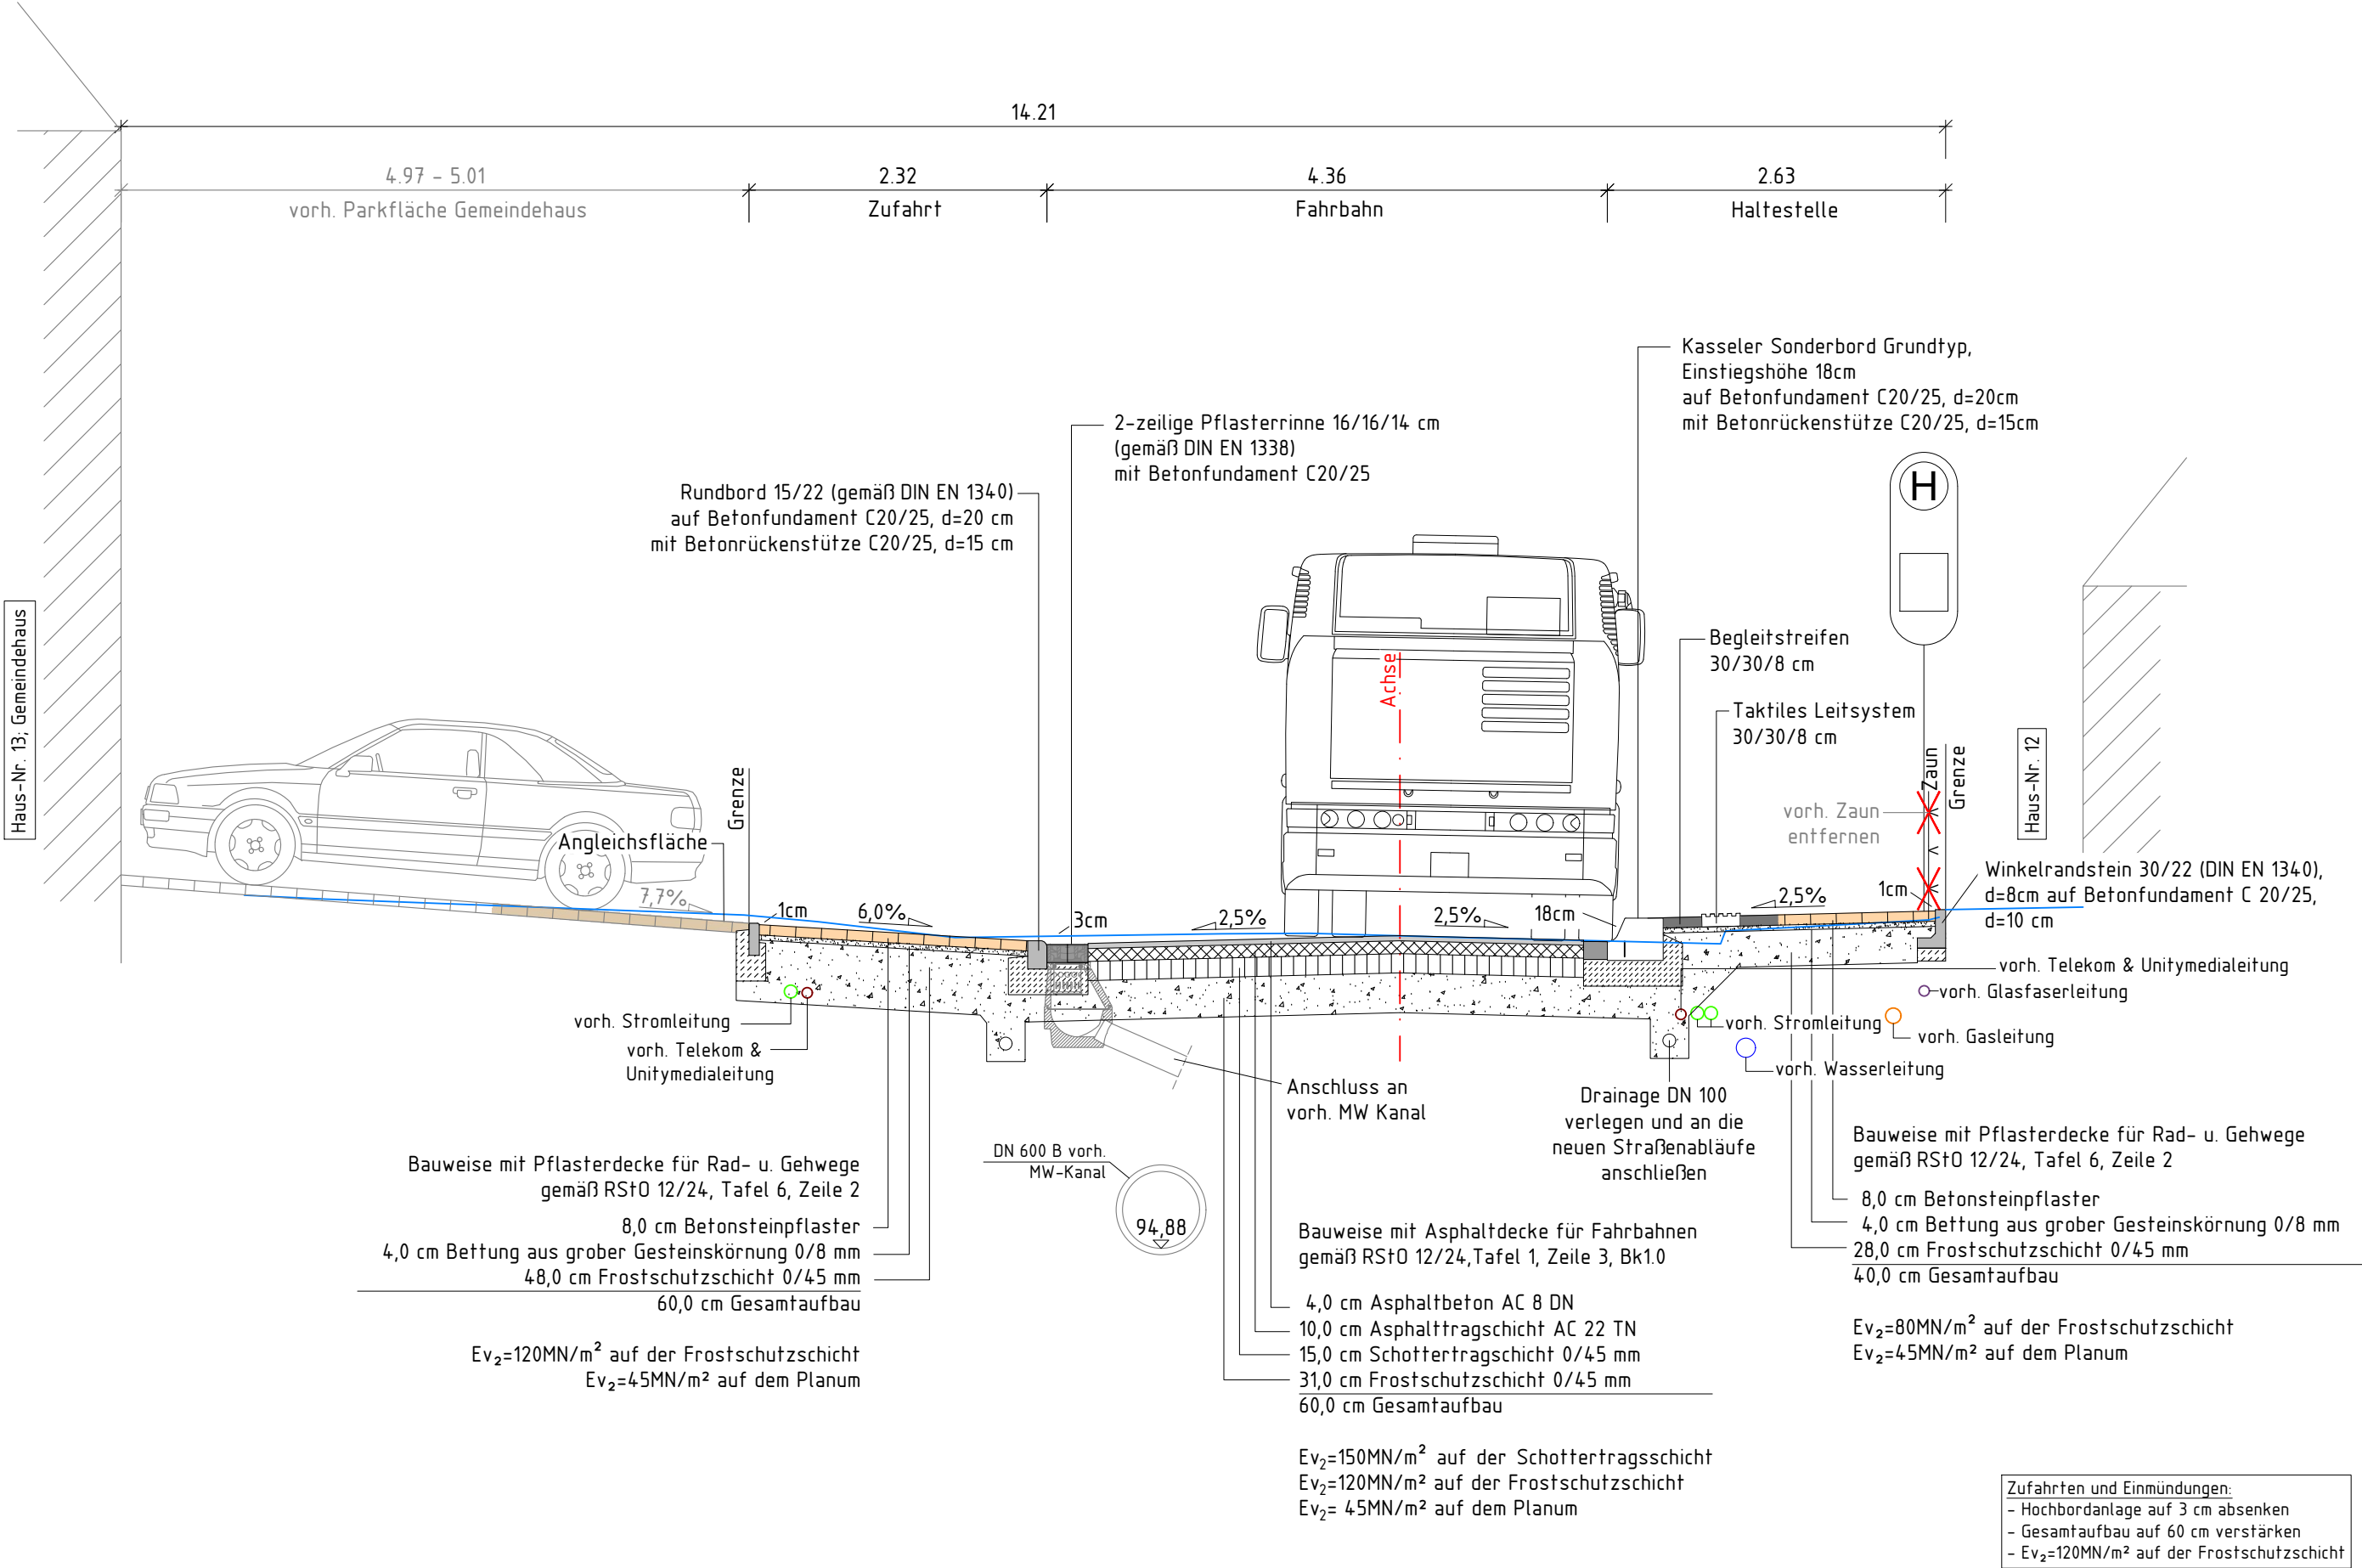 14.21
4.97 - 5.01
vorh. Parkfläche Gemeindehaus
2.32
Zufahrt
4.36
Fahrbahn
2.63
Haltestelle
Kasseler Sonderbord Grundtyp,
Einstiegshöhe 18cm
auf Betonfundament C20/25, d=20cm
mit Betonrückenstütze C20/25, d=15cm
2-zeilige Pflasterrinne 16/16/14 cm
(gemäß DIN EN 1338)
mit Betonfundament C20/25
Rundbord 15/22 (gemäß DIN EN 1340)
auf Betonfundament C20/25, d=20 cm
mit Betonrückenstütze C20/25, d=15 cm
H
Haus-Nr. 13; Gemeindehaus
Begleitstreifen
30/30/8 cm
Achse
Taktiles Leitsystem
30/30/8 cm
Grenze
Zaun
Grenze
Haus-Nr. 12
vorh. Zaun
entfernen
Angleichsfläche
Winkelrandstein 30/22 (DIN EN 1340),
d=8cm auf Betonfundament C 20/25,
d=10 cm
7,7%
1cm
6,0%
3cm
2,5%
2,5%
18cm
2,5%
1cm
vorh. Telekom & Unitymedialeitung
vorh. Glasfaserleitung
vorh. Stromleitung
vorh. Gasleitung
vorh. Wasserleitung
vorh. Stromleitung
vorh. Telekom &
Unitymedialeitung
Anschluss an
vorh. MW Kanal
Drainage DN 100
verlegen und an die
neuen Straßenabläufe
anschließen
DN 600 B vorh.
MW-Kanal
94,88
Bauweise mit Pflasterdecke für Rad- u. Gehwege
gemäß RStO 12/24, Tafel 6, Zeile 2
8,0 cm Betonsteinpflaster
4,0 cm Bettung aus grober Gesteinskörnung 0/8 mm
48,0 cm Frostschutzschicht 0/45 mm
60,0 cm Gesamtaufbau
Ev₂=120MN/m² auf der Frostschutzschicht
Ev₂=45MN/m² auf dem Planum
Bauweise mit Asphaltdecke für Fahrbahnen
gemäß RStO 12/24,Tafel 1, Zeile 3, Bk1.0
4,0 cm Asphaltbeton AC 8 DN
10,0 cm Asphalttragschicht AC 22 TN
15,0 cm Schottertragschicht 0/45 mm
31,0 cm Frostschutzschicht 0/45 mm
60,0 cm Gesamtaufbau
Ev₂=150MN/m² auf der Schottertragsschicht
Ev₂=120MN/m² auf der Frostschutzschicht
Ev₂= 45MN/m² auf dem Planum
Bauweise mit Pflasterdecke für Rad- u. Gehwege
gemäß RStO 12/24, Tafel 6, Zeile 2
8,0 cm Betonsteinpflaster
4,0 cm Bettung aus grober Gesteinskörnung 0/8 mm
28,0 cm Frostschutzschicht 0/45 mm
40,0 cm Gesamtaufbau
Ev₂=80MN/m² auf der Frostschutzschicht
Ev₂=45MN/m² auf dem Planum
Zufahrten und Einmündungen:
- Hochbordanlage auf 3 cm absenken
- Gesamtaufbau auf 60 cm verstärken
- Ev₂=120MN/m² auf der Frostschutzschicht